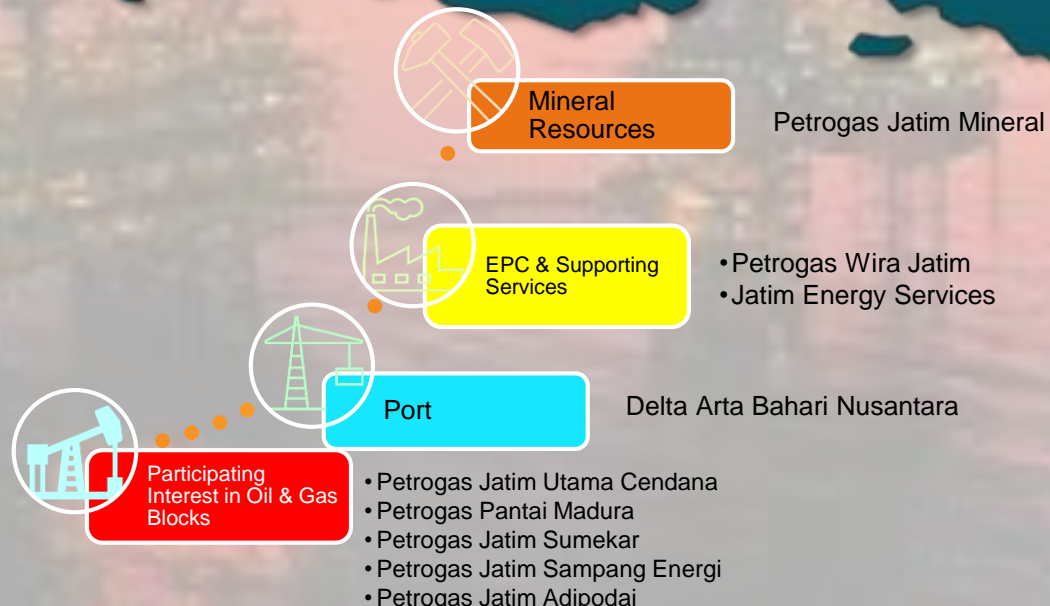 Mineral
Resources
Petrogas Jatim Mineral
EPC & Supporting
Services
• Petrogas Wira Jatim
• Jatim Energy Services
Port
Delta Arta Bahari Nusantara
Participating
Interest in Oil & Gas
Blocks
• Petrogas Jatim Utama Cendana
• Petrogas Pantai Madura
• Petrogas Jatim Sumekar
• Petrogas Jatim Sampang Energi
• Petrogas Jatim Adipodai